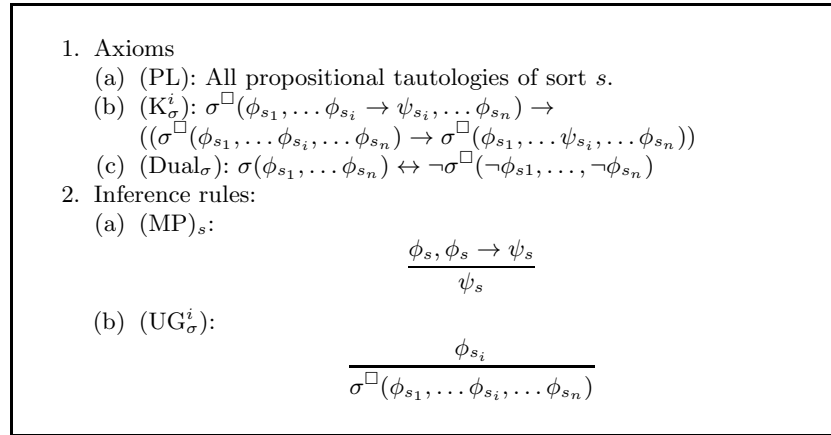 1. Axioms
(a) (PL): All propositional tautologies of sort s.
(b) (K^i_σ): σ^□(ϕ_{s_1}, … ϕ_{s_i} → ψ_{s_i}, … ϕ_{s_n}) →
((σ^□(ϕ_{s_1}, … ϕ_{s_i}, … ϕ_{s_n}) → σ^□(ϕ_{s_1}, … ψ_{s_i}, … ϕ_{s_n}))
(c) (Dual_σ): σ(ϕ_{s_1}, … ϕ_{s_n}) ↔ ¬σ^□(¬ϕ_{s1}, … , ¬ϕ_{s_n})
2. Inference rules:
(a) (MP)_s:
ϕ_s, ϕ_s → ψ_s
ψ_s
(b) (UG^i_σ):
ϕ_{s_i}
σ^□(ϕ_{s_1}, … ϕ_{s_i}, … ϕ_{s_n})